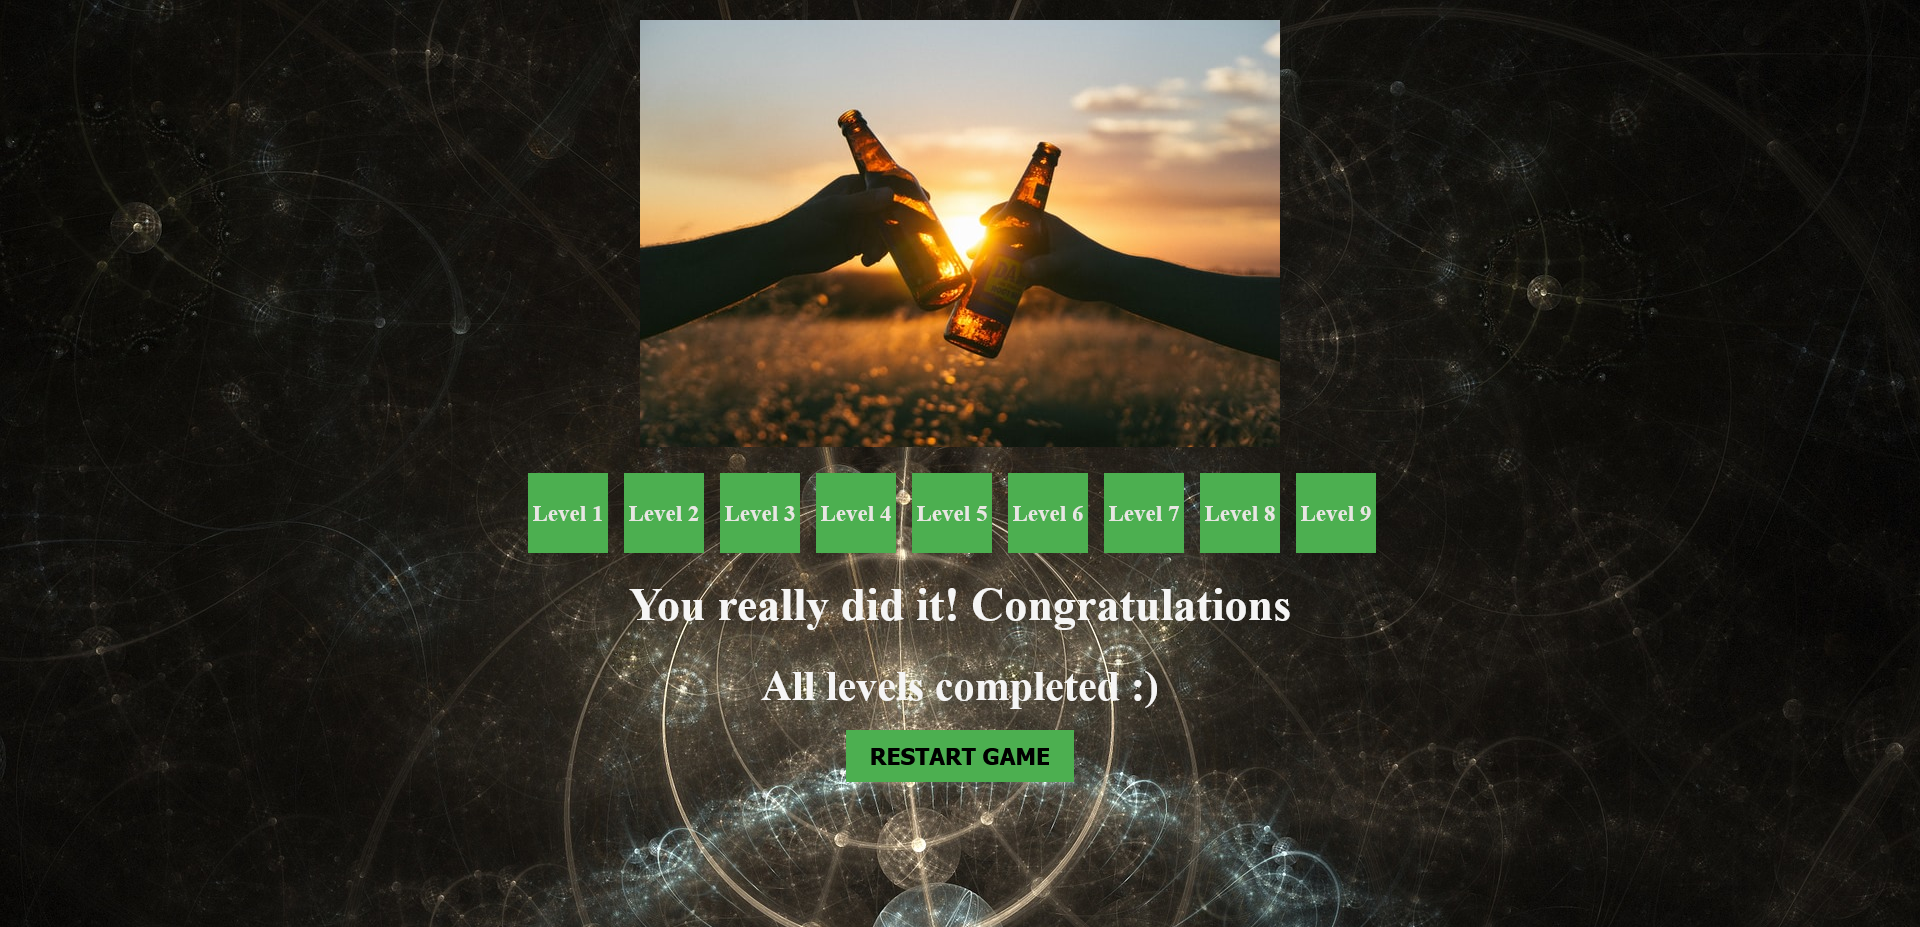 Level 1 Level 2 Level 3 Level 4 Level 5 Level 6 Level 7 Level 8 Level 9
You really did it! Congratulations
All levels completed :)
RESTART GAME